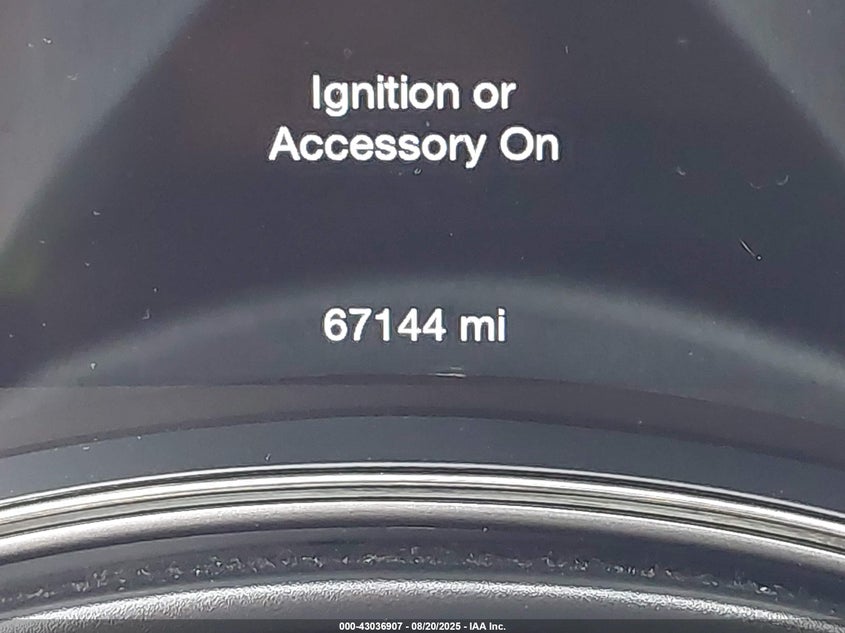 Ignition or
Accessory On
67144 mi
000-43036907 - 08/20/2025 - IAA Inc.